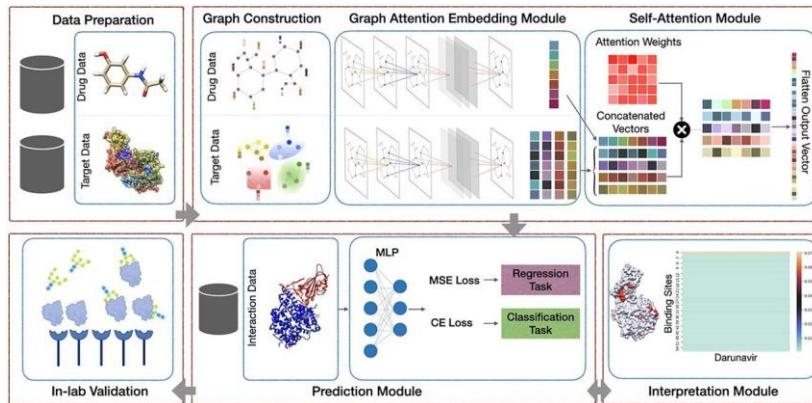 Data Preparation
Drug Data
Target Data
Graph Construction
Drug Data
Target Data
Graph Attention Embedding Module
Self-Attention Module
Attention Weights
Concatenated
Vectors
Flatten Output Vector
In-lab Validation
Interaction Data
MLP
MSE Loss
Regression
Task
CE Loss
Classification
Task
Prediction Module
Binding Sites
Darunavir
Interpretation Module